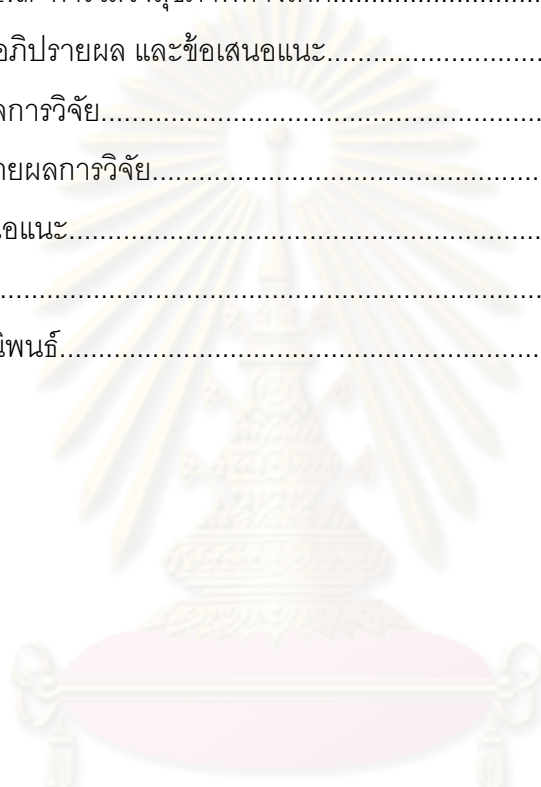 อภิปรายผล และข้อเสนอแนะ........................
ลการวิจัย.........................................................
ายผลการวิจัย..................................................
นอแนะ............................................................
......................................................................
นิพนธ์..............................................................